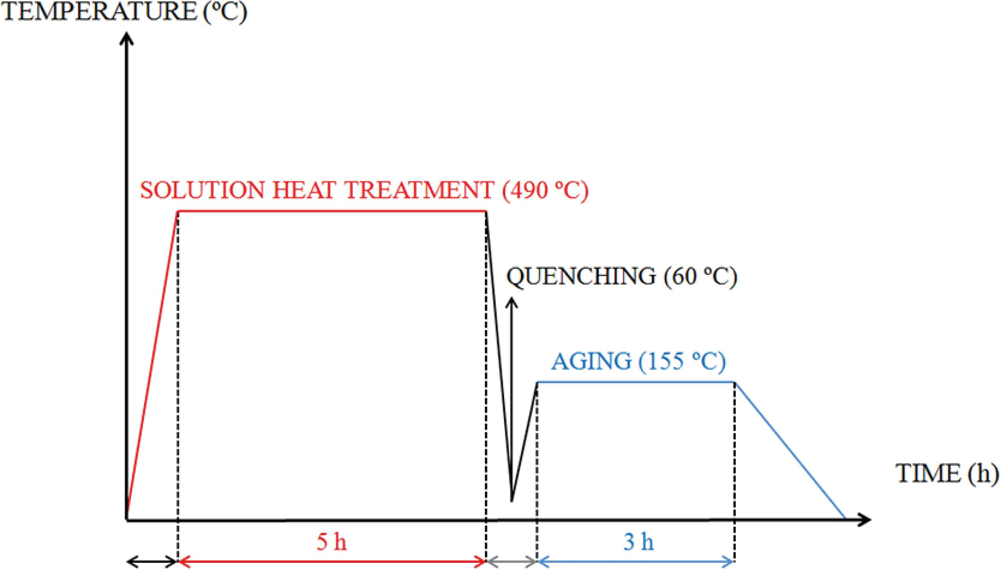 TEMPERATURE (ºC)
SOLUTION HEAT TREATMENT (490 ºC)
QUENCHING (60 ºC)
AGING (155 ºC)
TIME (h)
5 h
3 h